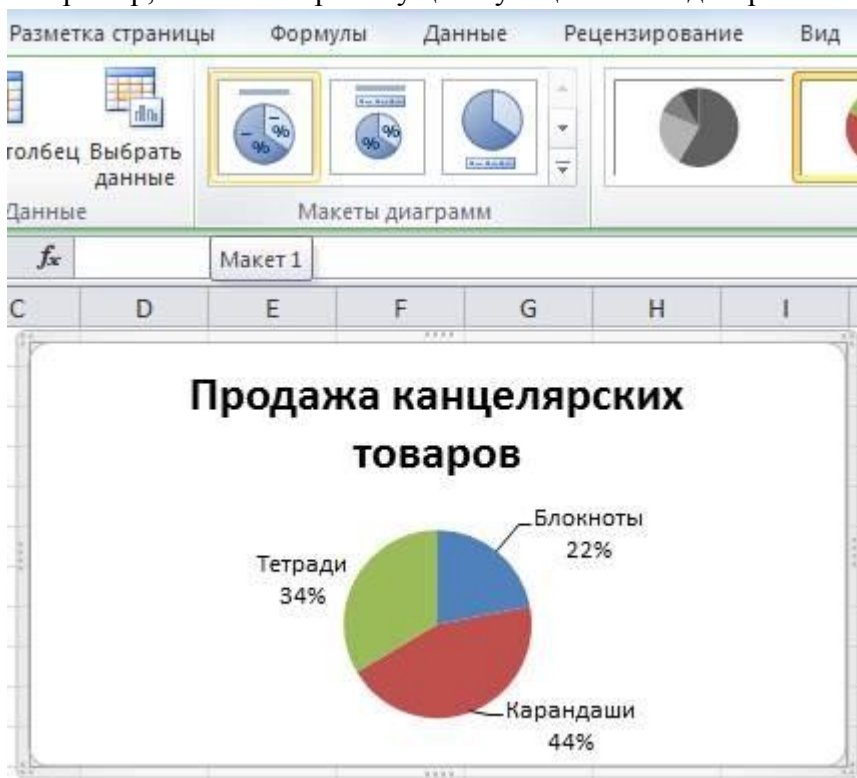 Разметка страницы Формулы Данные Рецензирование Вид
толбец Выбрать
данные
Данные Макеты диаграмм
fx Макет 1
C D E F G H I
Продажа канцелярских
товаров
Блокноты
22%
Тетради
34%
Карандаши
44%